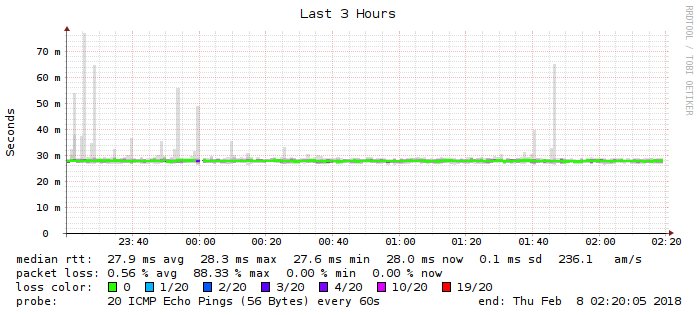 Last 3 Hours
RRDTOOL / TOBI OETIKER
Seconds
70 m
60 m
50 m
40 m
30 m
20 m
10 m
0
23:40 00:00 00:20 00:40 01:00 01:20 01:40 02:00 02:20
median rtt: 27.9 ms avg 28.3 ms max 27.6 ms min 28.0 ms now 0.1 ms sd 236.1 am/s
packet loss: 0.56 % avg 88.33 % max 0.00 % min 0.00 % now
loss color: 0 1/20 2/20 3/20 4/20 10/20 19/20
probe: 20 ICMP Echo Pings (56 Bytes) every 60s end: Thu Feb 8 02:20:05 2018